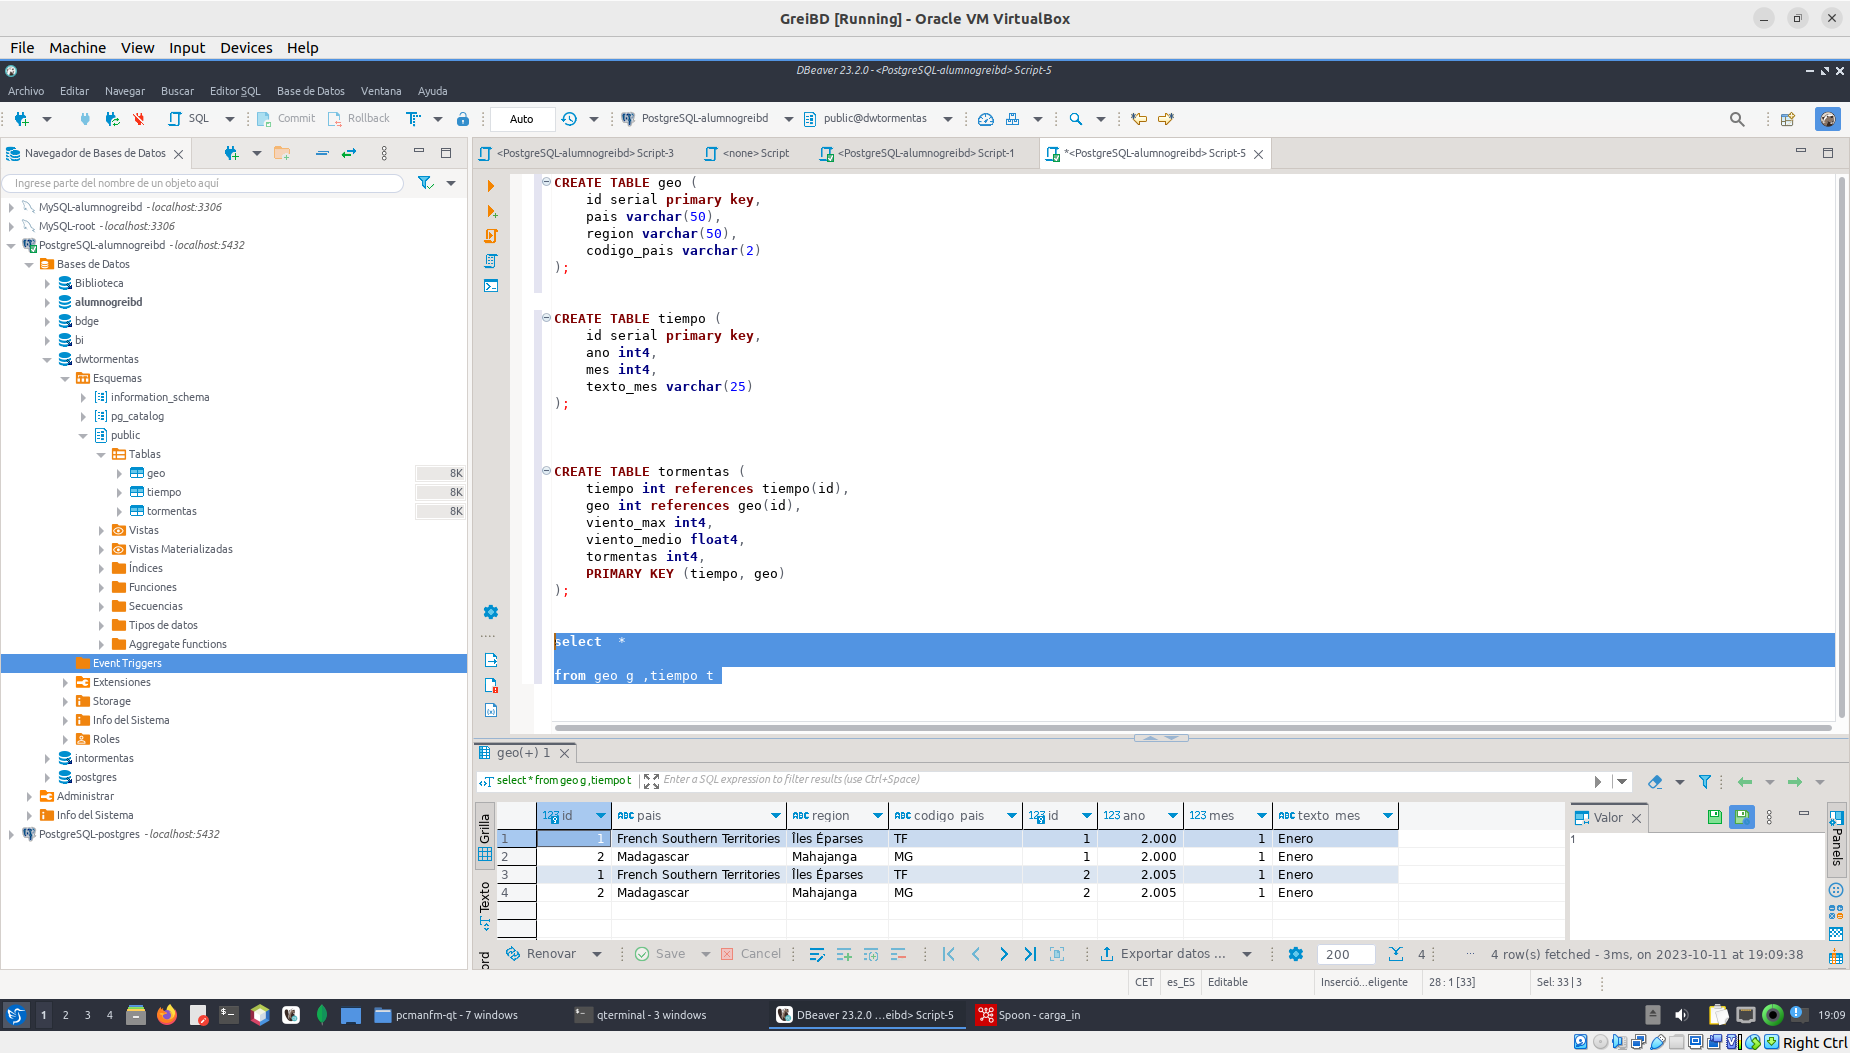 GreiBD [Running] - Oracle VM VirtualBox
File Machine View Input Devices Help
DBeaver 23.2.0 - <PostgreSQL-alumnogreibd> Script-5
Archivo Editar Navegar Buscar Editor SQL Base de Datos Ventana Ayuda
SQL Commit Rollback Auto PostgreSQL-alumnogreibd public@dwtormentas
Navegador de Bases de Datos
<PostgreSQL-alumnogreibd> Script-3 <none> Script <PostgreSQL-alumnogreibd> Script-1 *<PostgreSQL-alumnogreibd> Script-5
Ingrese parte del nombre de un objeto aquí
MySQL-alumnogreibd - localhost:3306
MySQL-root - localhost:3306
PostgreSQL-alumnogreibd - localhost:5432
Bases de Datos
Biblioteca
alumnogreibd
bdge
bi
dwtormentas
Esquemas
information_schema
pg_catalog
public
Tablas
geo 8K
tiempo 8K
tormentas 8K
Vistas
Vistas Materializadas
Índices
Funciones
Secuencias
Tipos de datos
Aggregate functions
Event Triggers
Extensiones
Storage
Info del Sistema
Roles
intormentas
postgres
Administrar
Info del Sistema
PostgreSQL-postgres - localhost:5432
CREATE TABLE geo (
id serial primary key,
pais varchar(50),
region varchar(50),
codigo_pais varchar(2)
);
CREATE TABLE tiempo (
id serial primary key,
ano int4,
mes int4,
texto_mes varchar(25)
);
CREATE TABLE tormentas (
tiempo int references tiempo(id),
geo int references geo(id),
viento_max int4,
viento_medio float4,
tormentas int4,
PRIMARY KEY (tiempo, geo)
);
select *
from geo g ,tiempo t
geo(+) 1
select * from geo g ,tiempo t Enter a SQL expression to filter results (use Ctrl+Space)
Grilla
Texto
ord
123 id ABC pais ABC region ABC codigo_pais 123 id 123 ano 123 mes ABC texto_mes
1 1 French Southern Territories Îles Éparses TF 1 2.000 1 Enero
2 2 Madagascar Mahajanga MG 1 2.000 1 Enero
3 1 French Southern Territories Îles Éparses TF 2 2.005 1 Enero
4 2 Madagascar Mahajanga MG 2 2.005 1 Enero
Valor
1
Panels
Renovar Save Cancel Exportar datos ... 200 4 ... 4 row(s) fetched - 3ms, on 2023-10-11 at 19:09:38
CET es_ES Editable Inserció...eligente 28 : 1 [33] Sel: 33 | 3
1 2 3 4 pcmanfm-qt - 7 windows qterminal - 3 windows DBeaver 23.2.0 ...eibd> Script-5 Spoon - carga_in 19:09
Right Ctrl